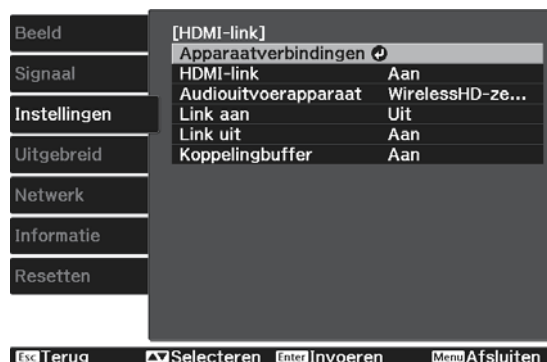 Beeld
Signaal
Instellingen
Uitgebreid
Netwerk
Informatie
Resetten
[HDMI-link]
Apparaatverbindingen
HDMI-link Aan
Audiouitvoerapparaat WirelessHD-ze...
Link aan Uit
Link uit Aan
Koppelingbuffer Aan
Esc Terug Selecteren Enter Invoeren Menu Afsluiten